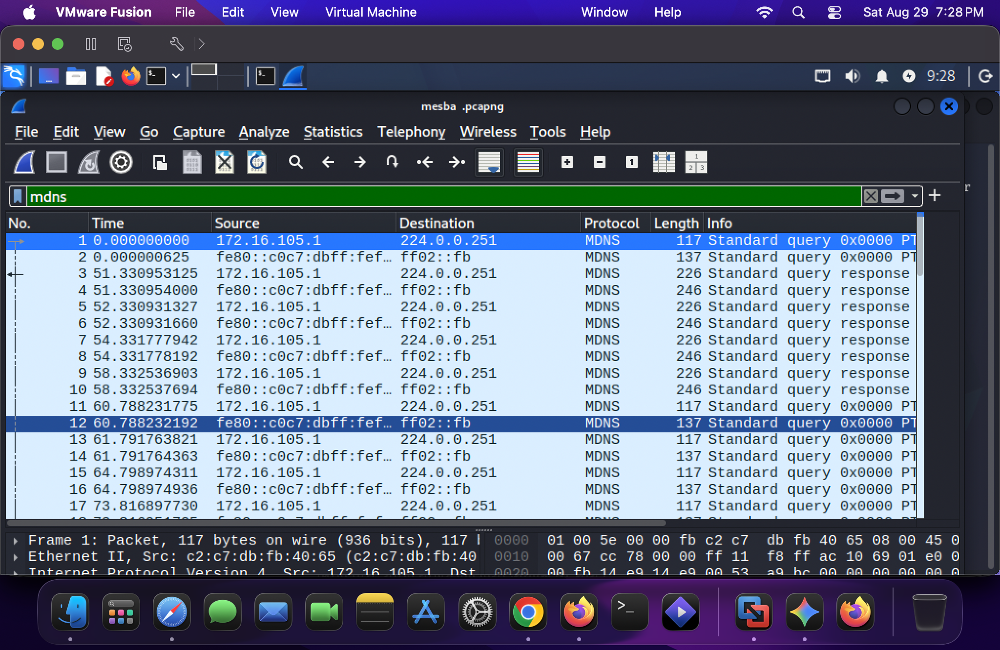 VMware Fusion File Edit View Virtual Machine Window Help Sat Aug 29 7:28 PM
9:28
mesba .pcapng
File Edit View Go Capture Analyze Statistics Telephony Wireless Tools Help
mdns
No. Time Source Destination Protocol Length Info
1 0.000000000 172.16.105.1 224.0.0.251 MDNS 117 Standard query 0x0000 PT
2 0.000000625 fe80::c0c7:dbff:fef… ff02::fb MDNS 137 Standard query 0x0000 PT
3 51.330953125 172.16.105.1 224.0.0.251 MDNS 226 Standard query response
4 51.330954000 fe80::c0c7:dbff:fef… ff02::fb MDNS 246 Standard query response
5 52.330931327 172.16.105.1 224.0.0.251 MDNS 226 Standard query response
6 52.330931660 fe80::c0c7:dbff:fef… ff02::fb MDNS 246 Standard query response
7 54.331777942 172.16.105.1 224.0.0.251 MDNS 226 Standard query response
8 54.331778192 fe80::c0c7:dbff:fef… ff02::fb MDNS 246 Standard query response
9 58.332536903 172.16.105.1 224.0.0.251 MDNS 226 Standard query response
10 58.332537694 fe80::c0c7:dbff:fef… ff02::fb MDNS 246 Standard query response
11 60.788231775 172.16.105.1 224.0.0.251 MDNS 117 Standard query 0x0000 PT
12 60.788232192 fe80::c0c7:dbff:fef… ff02::fb MDNS 137 Standard query 0x0000 PT
13 61.791763821 172.16.105.1 224.0.0.251 MDNS 117 Standard query 0x0000 PT
14 61.791764363 fe80::c0c7:dbff:fef… ff02::fb MDNS 137 Standard query 0x0000 PT
15 64.798974311 172.16.105.1 224.0.0.251 MDNS 117 Standard query 0x0000 PT
16 64.798974936 fe80::c0c7:dbff:fef… ff02::fb MDNS 137 Standard query 0x0000 PT
17 73.816897730 172.16.105.1 224.0.0.251 MDNS 117 Standard query 0x0000 PT
Frame 1: Packet, 117 bytes on wire (936 bits), 117 0000 01 00 5e 00 00 fb c2 c7 db fb 40 65 08 00 45 0
Ethernet II, Src: c2:c7:db:fb:40:65 (c2:c7:db:fb:40 0010 00 67 cc 78 00 00 ff 11 f8 ff ac 10 69 01 e0 0
Internet Protocol Version 4, Src: 172.16.105.1, Dst 0020 00 fb 14 e9 14 e9 00 53 a9 bc 00 00 00 00 00 0